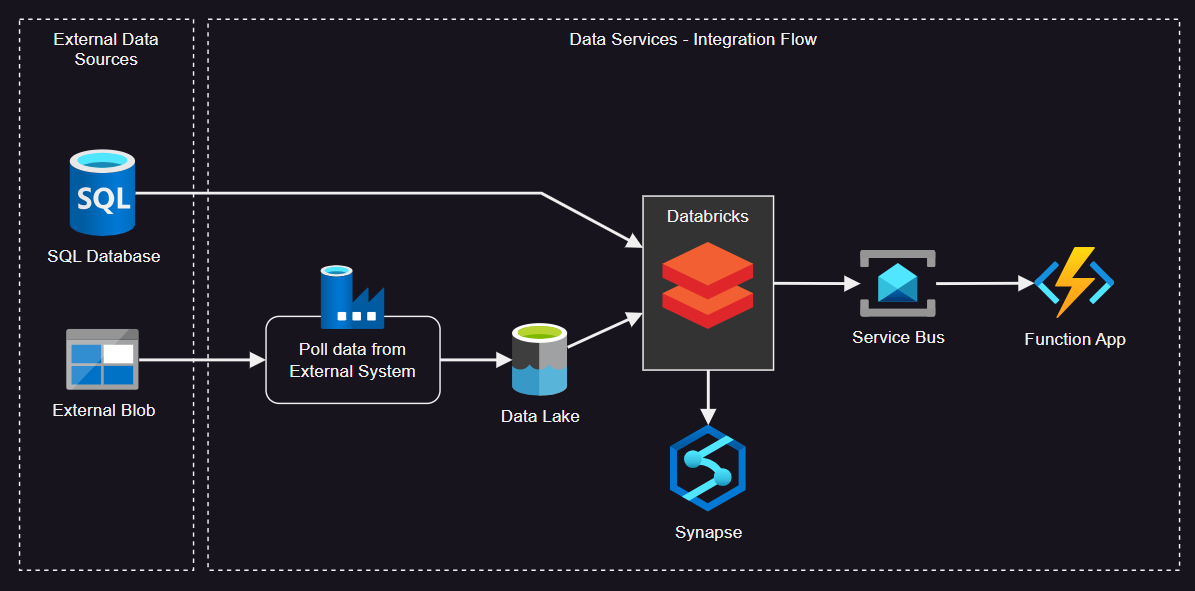 External Data
Sources
Data Services - Integration Flow
SQL
SQL Database
Databricks
Poll data from
External System
External Blob
Data Lake
Service Bus
Function App
Synapse